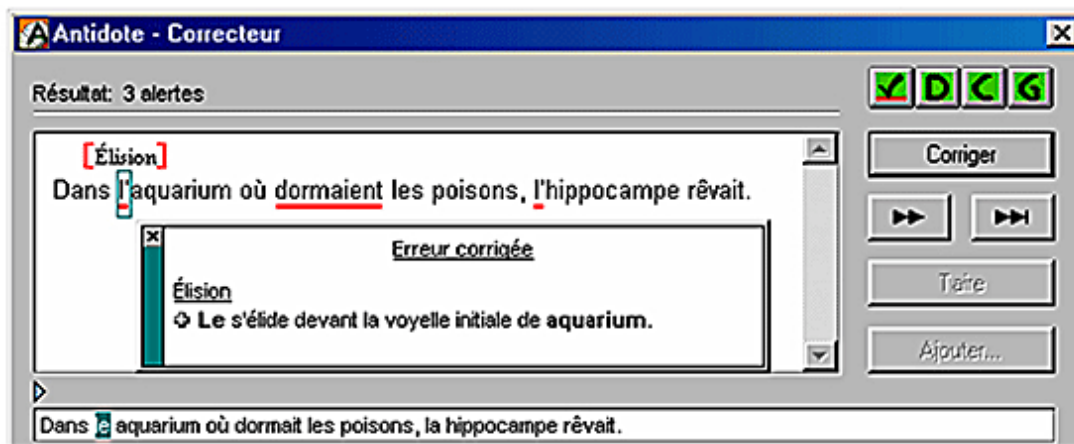 Antidote - Correcteur
Résultat: 3 alertes
D C G
[Élision]
Dans l'aquarium où dormaient les poisons, l'hippocampe rêvait.
Erreur corrigée
Élision
Le s'élide devant la voyelle initiale de aquarium.
Corriger
Taire
Ajouter...
Dans le aquarium où dormait les poisons, la hippocampe rêvait.